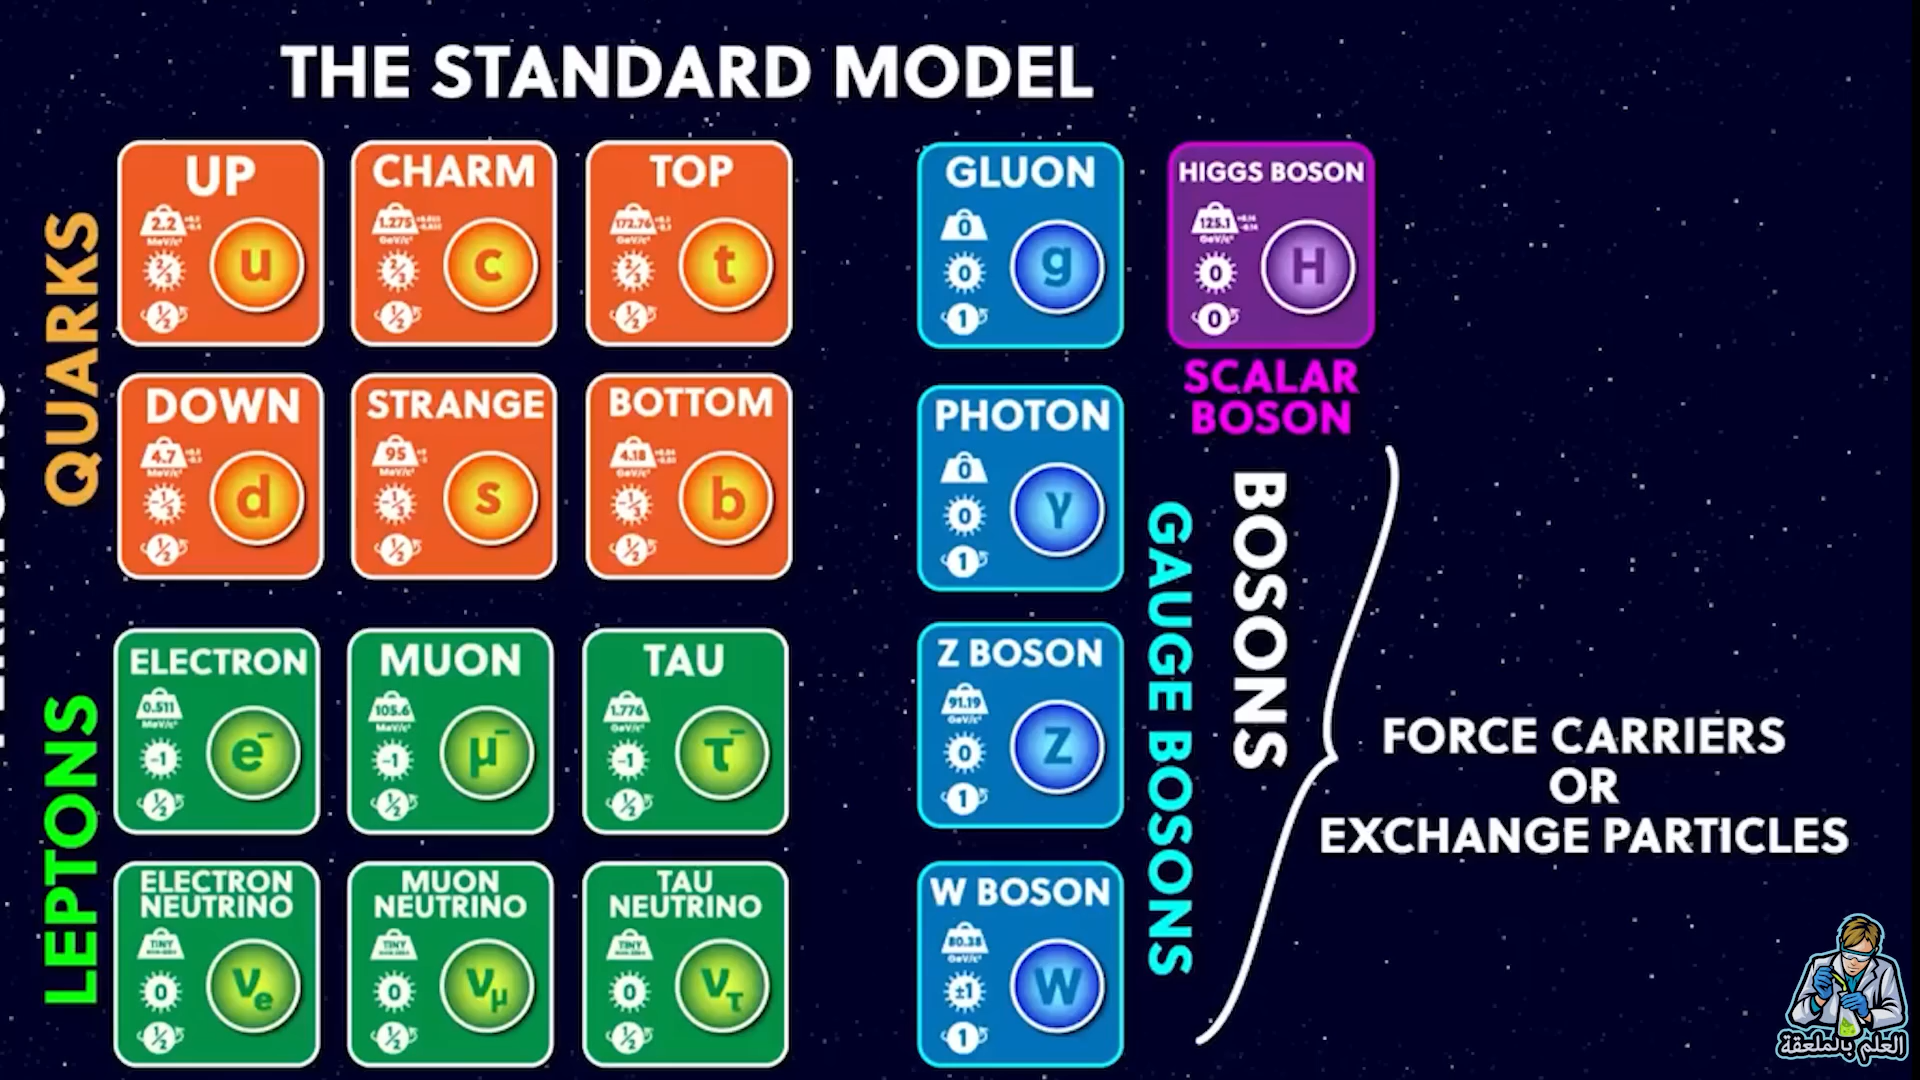 THE STANDARD MODEL
QUARKS
UP
2.2
MeV/c²
2/3
1/2
u
CHARM
1.275
GeV/c²
2/3
1/2
c
TOP
172.76
GeV/c²
2/3
1/2
t
DOWN
4.7
MeV/c²
-1/3
1/2
d
STRANGE
95
-1/3
1/2
s
BOTTOM
4.18
GeV/c²
-1/3
1/2
b
LEPTONS
ELECTRON
0.511
MeV/c²
-1
1/2
e⁻
MUON
105.6
MeV/c²
-1
1/2
μ⁻
TAU
1.776
GeV/c²
-1
1/2
τ⁻
ELECTRON
NEUTRINO
TINY
0
1/2
νe
MUON
NEUTRINO
TINY
0
1/2
νμ
TAU
NEUTRINO
TINY
0
1/2
ντ
GLUON
0
0
1
g
PHOTON
0
0
1
γ
Z BOSON
91.19
GeV/c²
0
1
Z
W BOSON
80.38
GeV/c²
±1
1
W
GAUGE BOSONS
HIGGS BOSON
125.1
GeV/c²
0
0
H
SCALAR
BOSON
BOSONS
FORCE CARRIERS
OR
EXCHANGE PARTICLES
العلم بالملعقة